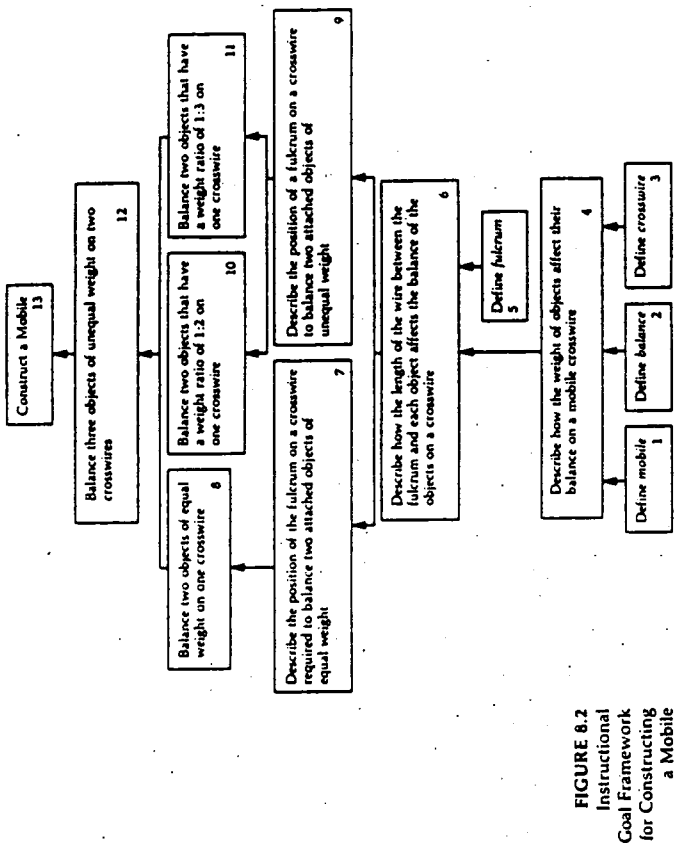 Construct a Mobile
13
Balance three objects of unequal weight on two
crosswires
12
Balance two objects of equal
weight on one crosswire
8
Balance two objects that have
a weight ratio of 1:2 on
one crosswire
10
Balance two objects that have
a weight ratio of 1:3 on
one crosswire
11
Describe the position of the fulcrum on a crosswire
required to balance two attached objects of
equal weight
7
Describe the position of a fulcrum on a crosswire
to balance two attached objects of
unequal weight
9
Describe how the length of the wire between the
fulcrum and each object affects the balance of the
objects on a crosswire
6
Define fulcrum
5
Describe how the weight of objects affect their
balance on a mobile crosswire
4
Define mobile
1
Define balance
2
Define crosswire
3
FIGURE 8.2
Instructional
Goal Framework
for Constructing
a Mobile